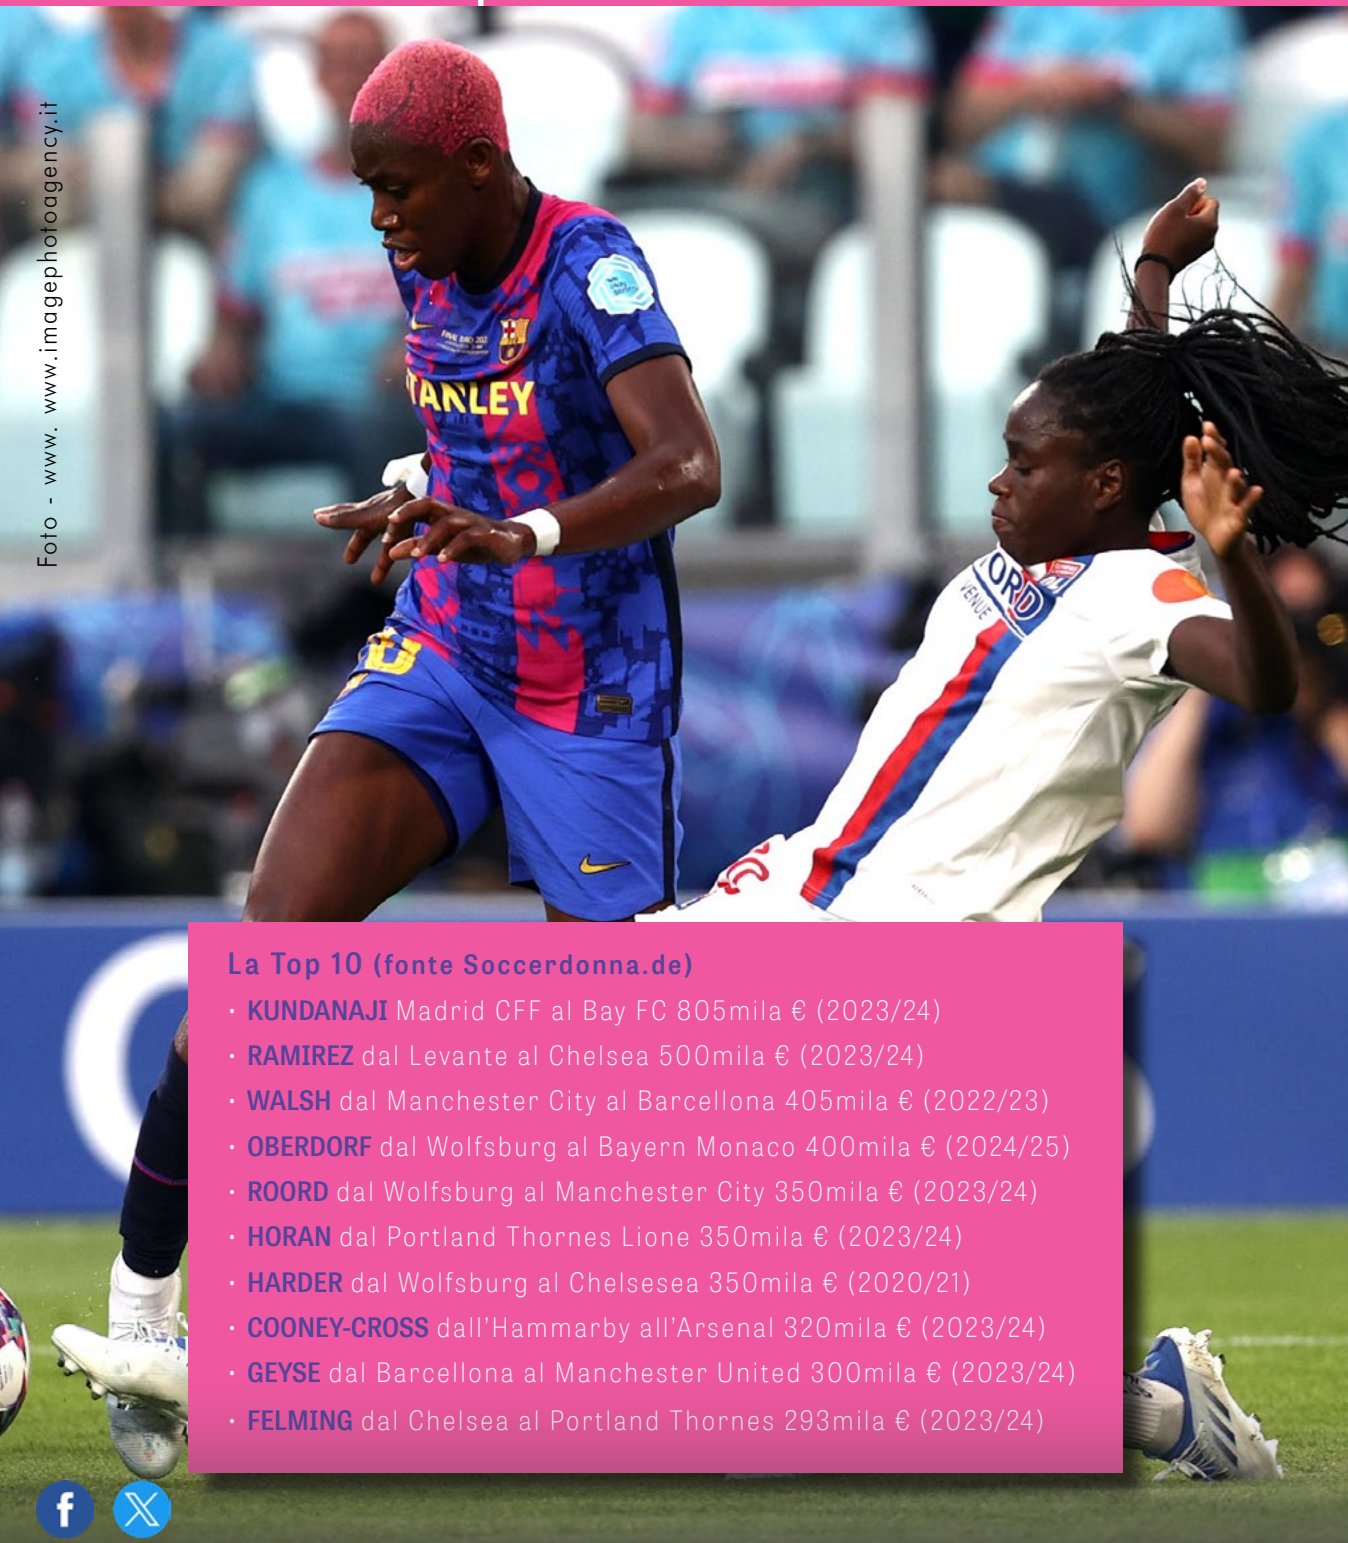 Foto - www. www.imagephotoagency.it
FINAL TURIN 2022
TANLEY
ORD
VENUE
La Top 10 (fonte Soccerdonna.de)
· KUNDANAJI Madrid CFF al Bay FC 805mila € (2023/24)
· RAMIREZ dal Levante al Chelsea 500mila € (2023/24)
· WALSH dal Manchester City al Barcellona 405mila € (2022/23)
· OBERDORF dal Wolfsburg al Bayern Monaco 400mila € (2024/25)
· ROORD dal Wolfsburg al Manchester City 350mila € (2023/24)
· HORAN dal Portland Thornes Lione 350mila € (2023/24)
· HARDER dal Wolfsburg al Chelsesea 350mila € (2020/21)
· COONEY-CROSS dall’Hammarby all’Arsenal 320mila € (2023/24)
· GEYSE dal Barcellona al Manchester United 300mila € (2023/24)
· FELMING dal Chelsea al Portland Thornes 293mila € (2023/24)